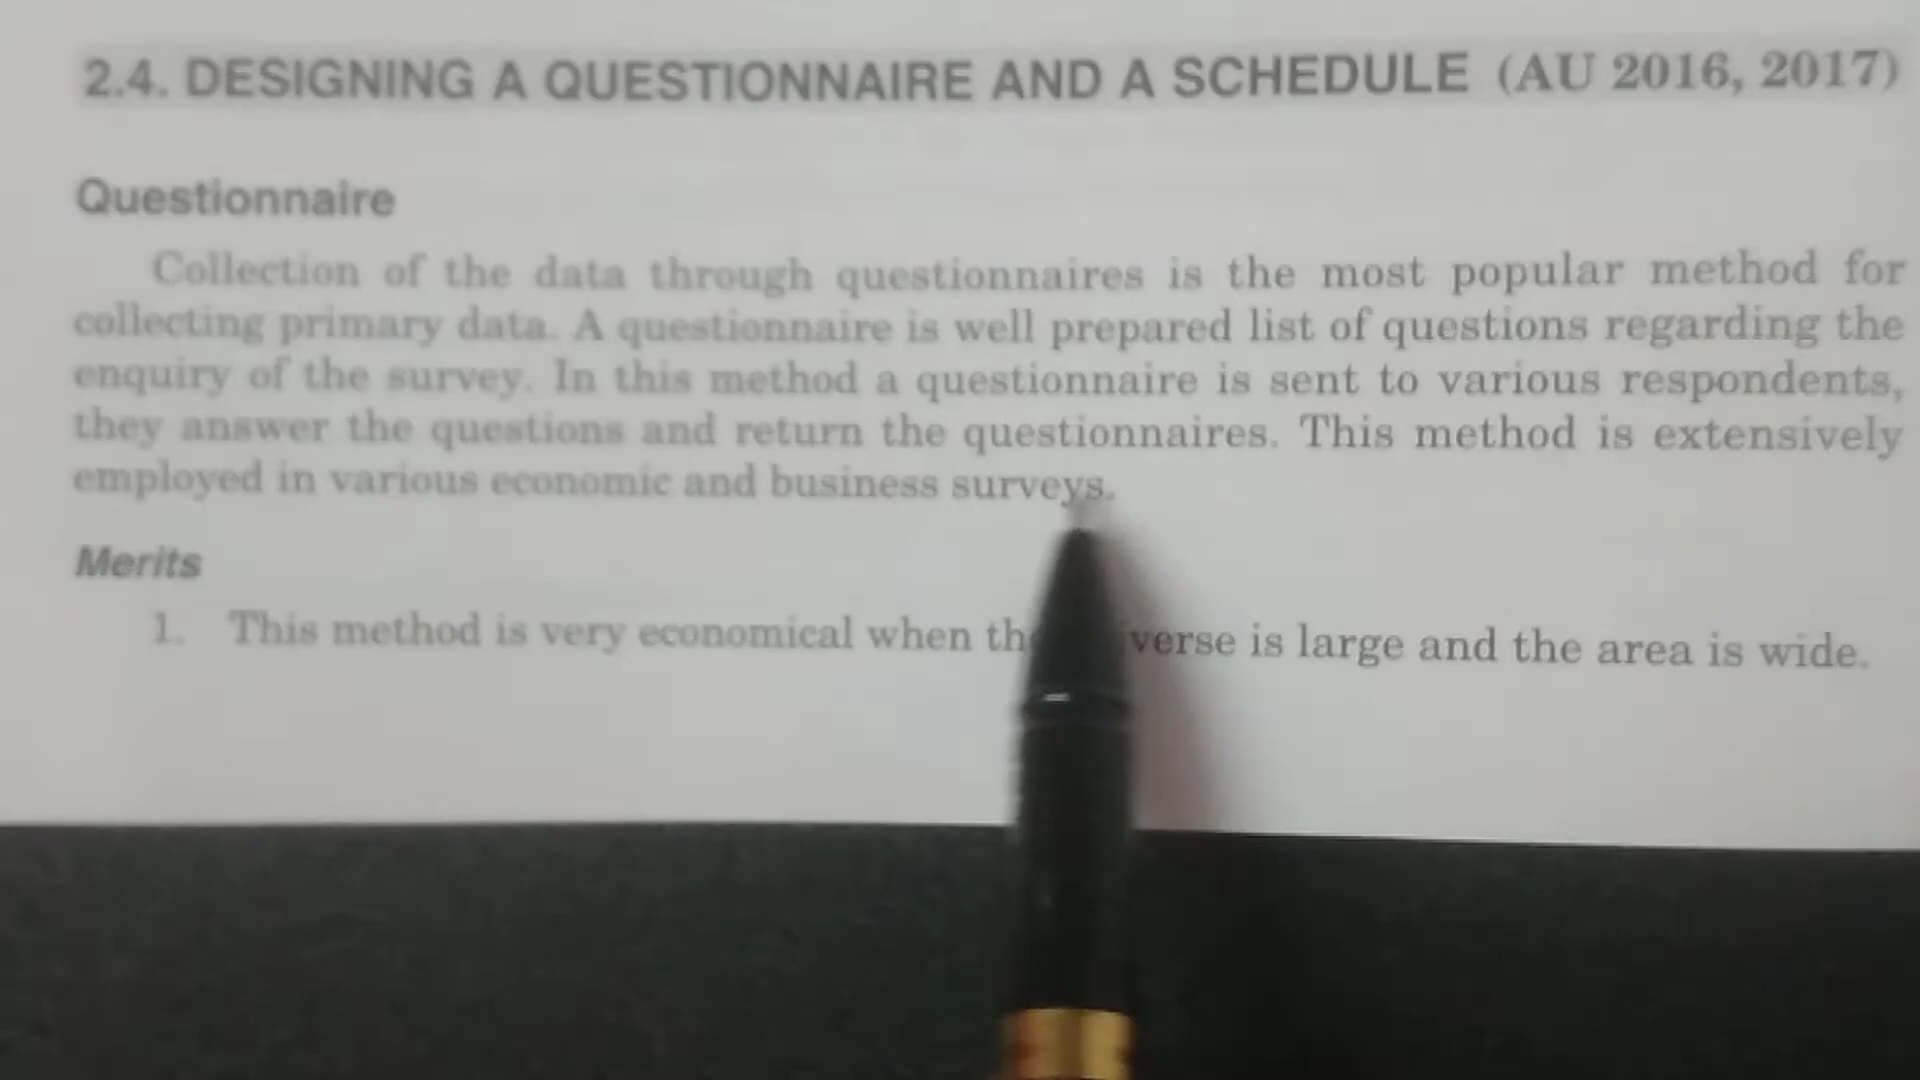 2.4. DESIGNING A QUESTIONNAIRE AND A SCHEDULE (AU 2016, 2017)
Questionnaire
Collection of the data through questionnaires is the most popular method for
collecting primary data. A questionnaire is well prepared list of questions regarding the
enquiry of the survey. In this method a questionnaire is sent to various respondents,
they answer the questions and return the questionnaires. This method is extensively
employed in various economic and business surveys.
Merits
1. This method is very economical when verse is large and the area is wide.